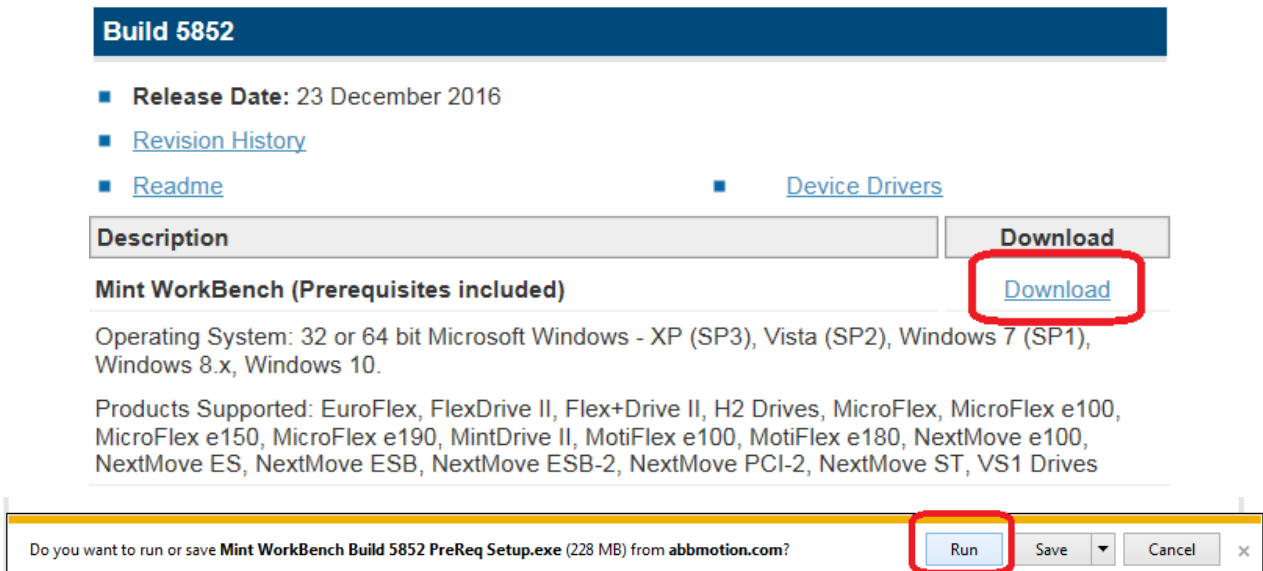 Build 5852
Release Date: 23 December 2016
Revision History
Readme
Device Drivers
Description
Download
Mint WorkBench (Prerequisites included)
Download
Operating System: 32 or 64 bit Microsoft Windows - XP (SP3), Vista (SP2), Windows 7 (SP1),
Windows 8.x, Windows 10.
Products Supported: EuroFlex, FlexDrive II, Flex+Drive II, H2 Drives, MicroFlex, MicroFlex e100,
MicroFlex e150, MicroFlex e190, MintDrive II, MotiFlex e100, MotiFlex e180, NextMove e100,
NextMove ES, NextMove ESB, NextMove ESB-2, NextMove PCI-2, NextMove ST, VS1 Drives
Do you want to run or save Mint WorkBench Build 5852 PreReq Setup.exe (228 MB) from abbmotion.com?
Run
Save
Cancel